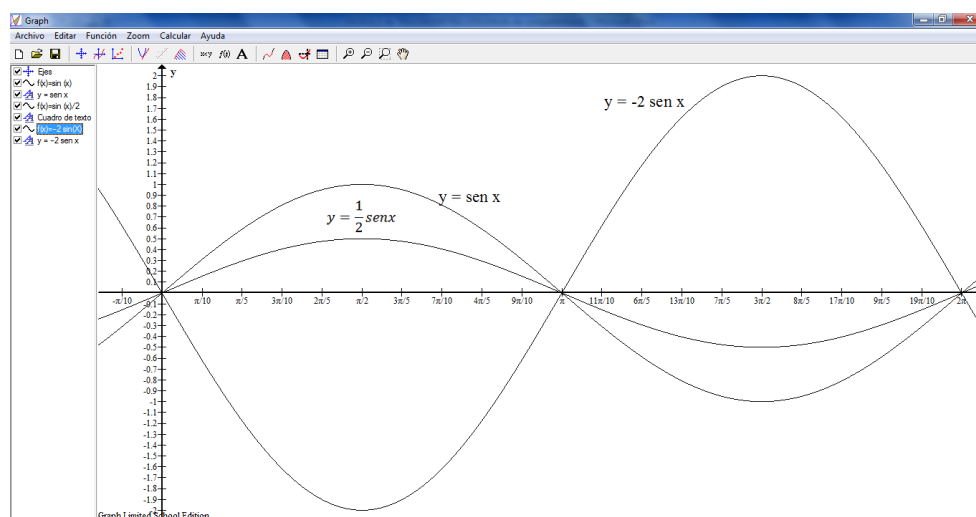 Graph
Archivo Editar Función Zoom Calcular Ayuda
Ejes
f(x)=sin (x)
y = sen x
f(x)=sin (x)/2
Cuadro de texto
f(x)=-2 sin(X)
y = -2 sen x
y
y = -2 sen x
y = sen x
y = 1/2 senx
2
1.9
1.8
1.7
1.6
1.5
1.4
1.3
1.2
1.1
1
0.9
0.8
0.7
0.6
0.5
0.4
0.3
0.2
0.1
-π/10 π/10 π/5 3π/10 2π/5 π/2 3π/5 7π/10 4π/5 9π/10 π 11π/10 6π/5 13π/10 7π/5 3π/2 8π/5 17π/10 9π/5 19π/10 2π
-0.1
-0.2
-0.3
-0.4
-0.5
-0.6
-0.7
-0.8
-0.9
-1
-1.1
-1.2
-1.3
-1.4
-1.5
-1.6
-1.7
-1.8
-1.9
-2
Graph Limited School Edition